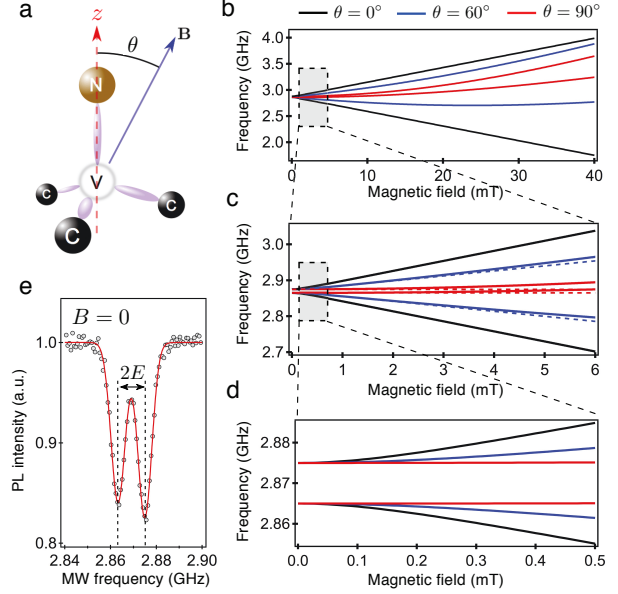 a
z
θ
B
N
V
C
C
C
b
θ = 0°
θ = 60°
θ = 90°
Frequency (GHz)
4.0
3.0
2.0
3.5
2.5
0
10
20
30
40
Magnetic field (mT)
c
Frequency (GHz)
3.0
2.9
2.8
2.7
0
1
2
3
4
5
6
Magnetic field (mT)
d
Frequency (GHz)
2.88
2.87
2.86
0.0
0.1
0.2
0.3
0.4
0.5
Magnetic field (mT)
e
B = 0
2E
PL intensity (a.u.)
1.0
0.9
0.8
2.84
2.86
2.88
2.90
MW frequency (GHz)